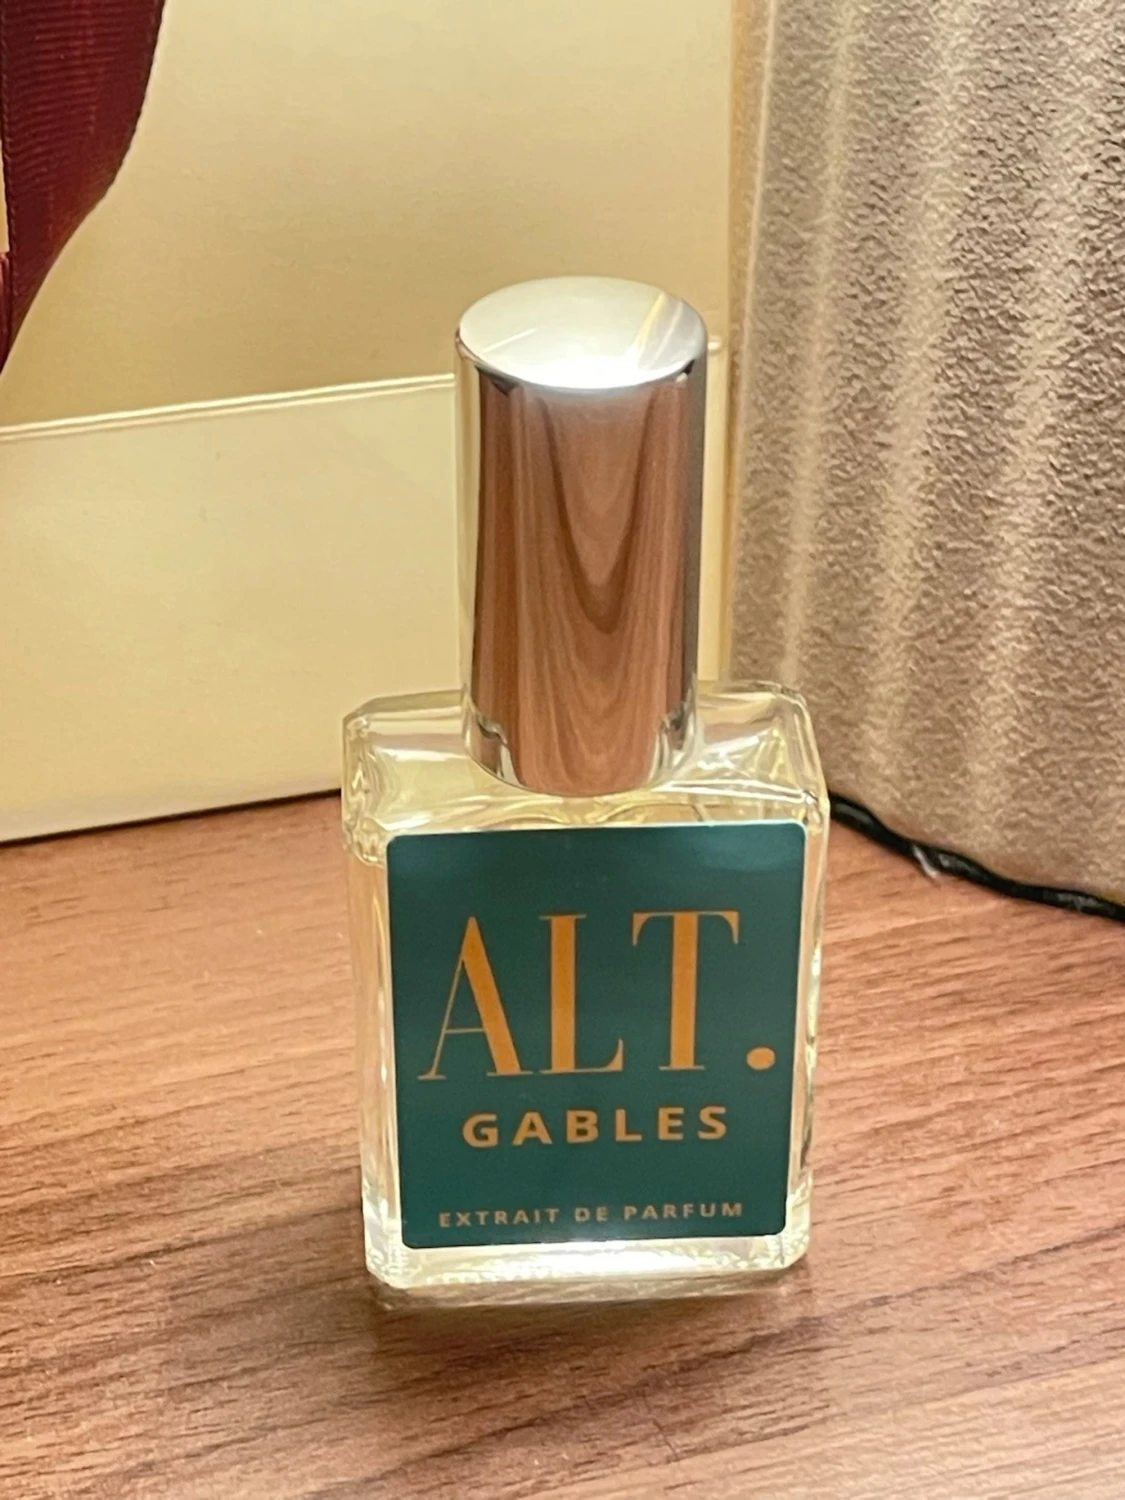 ALT.
GABLES
EXTRAIT DE PARFUM